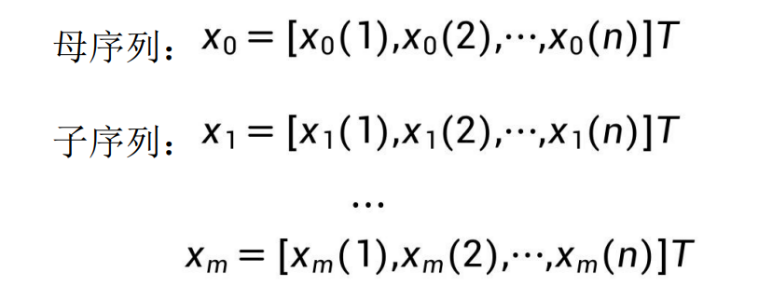 母序列：x₀ = [x₀(1),x₀(2),⋯,x₀(n)]T
子序列：x₁ = [x₁(1),x₁(2),⋯,x₁(n)]T
⋯
xₘ = [xₘ(1),xₘ(2),⋯,xₘ(n)]T